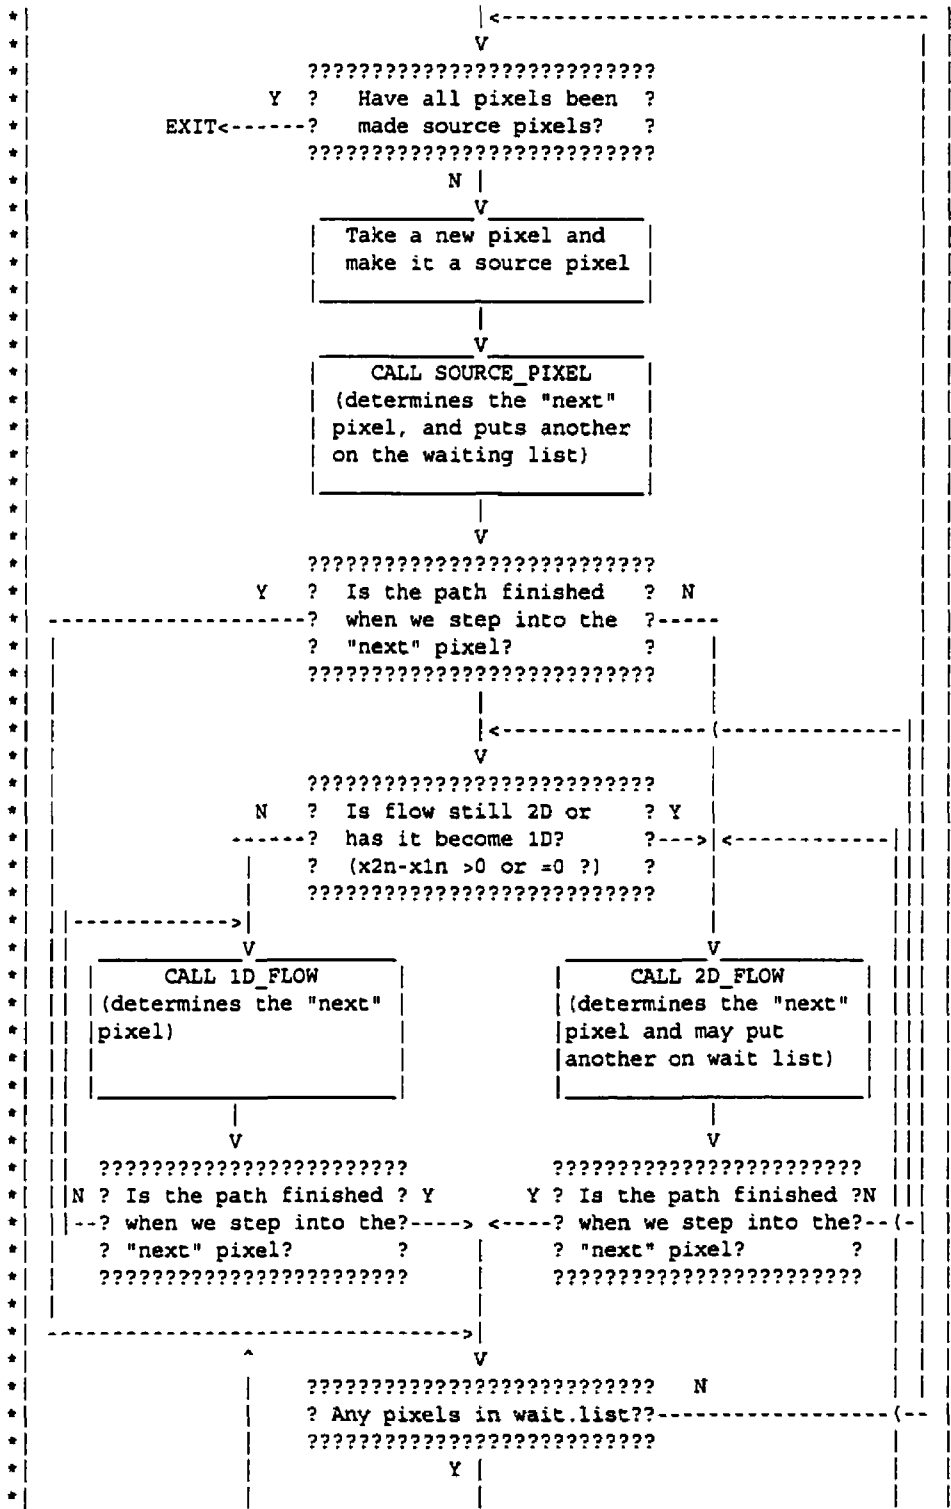 V
???????????????????????????
Y ? Have all pixels been ?
EXIT<------? made source pixels? ?
???????????????????????????
N |
V
Take a new pixel and
make it a source pixel
V
CALL SOURCE_PIXEL
(determines the "next"
pixel, and puts another
on the waiting list)
V
???????????????????????????
Y ? Is the path finished ? N
? when we step into the ?-----
? "next" pixel? ?
???????????????????????????
V
???????????????????????????
N ? Is flow still 2D or ? Y
------? has it become 1D? ?--->
? (x2n-x1n >0 or =0 ?) ?
???????????????????????????
V V
CALL 1D_FLOW CALL 2D_FLOW
(determines the "next" (determines the "next"
pixel) pixel and may put
another on wait list)
V V
???????????????????????? ????????????????????????
N ? Is the path finished ? Y Y ? Is the path finished ?N
--? when we step into the?----> <----? when we step into the?--(-
? "next" pixel? ? ? "next" pixel? ?
???????????????????????? ????????????????????????
V
??????????????????????????? N
? Any pixels in wait.list??------------------(--
???????????????????????????
Y |